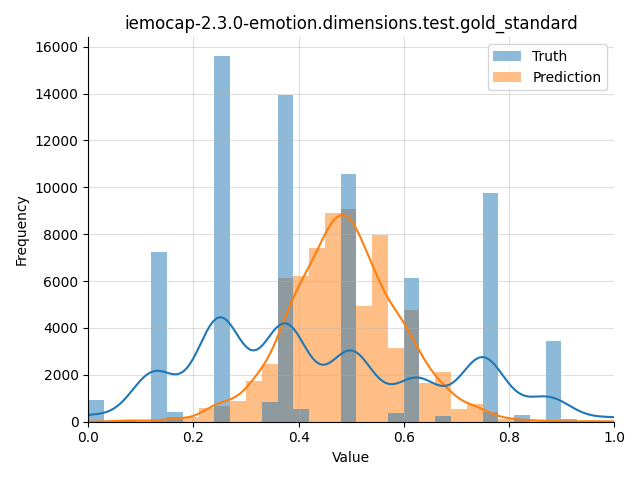 iemocap-2.3.0-emotion.dimensions.test.gold_standard
Truth
Prediction
Frequency
16000
14000
12000
10000
8000
6000
4000
2000
0
0.0 0.2 0.4 0.6 0.8 1.0
Value